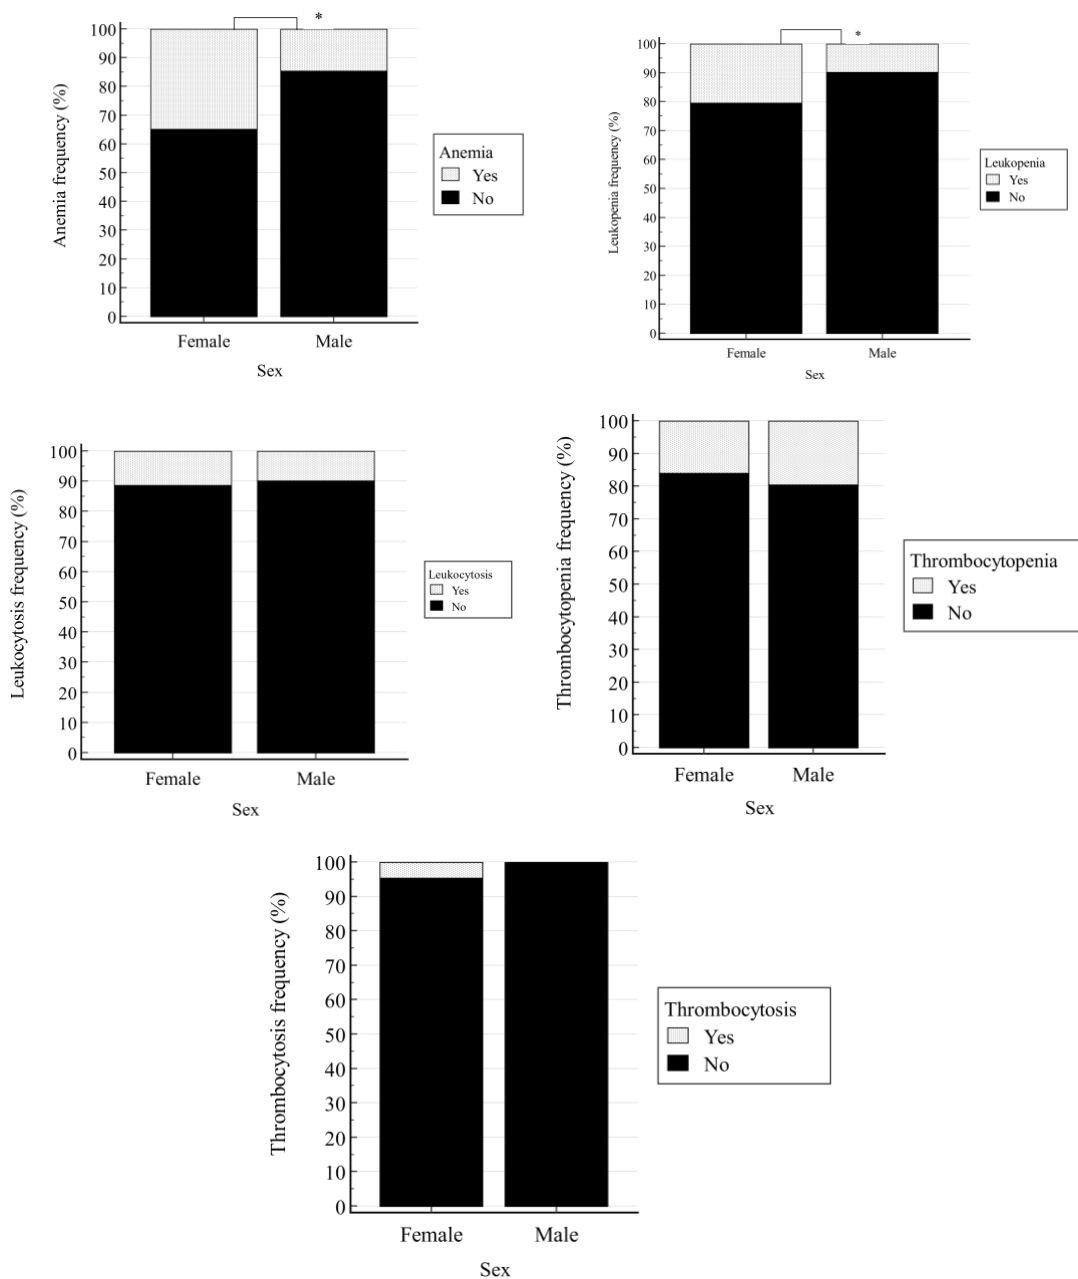 *
100
90
80
70
60
50
40
30
20
10
0
Anemia frequency (%)
Female Male
Sex
Anemia
Yes
No
*
100
90
80
70
60
50
40
30
20
10
0
Leukopenia frequency (%)
Female Male
Sex
Leukopenia
Yes
No
100
90
80
70
60
50
40
30
20
10
0
Leukocytosis frequency (%)
Female Male
Sex
Leukocytosis
Yes
No
100
90
80
70
60
50
40
30
20
10
0
Thrombocytopenia frequency (%)
Female Male
Sex
Thrombocytopenia
Yes
No
100
90
80
70
60
50
40
30
20
10
0
Thrombocytosis frequency (%)
Female Male
Sex
Thrombocytosis
Yes
No